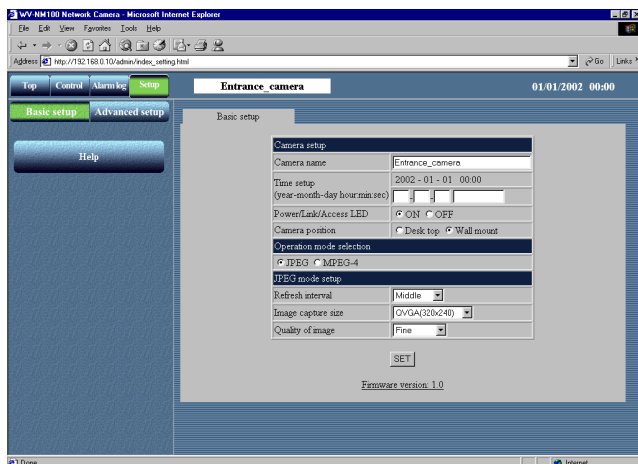 WV-NM100 Network Camera - Microsoft Internet Explorer
File Edit View Favorites Tools Help
Address http://192.168.0.10/admin/index_setting.html Go Links
Top Control Alarm log Setup Entrance_camera 01/01/2002 00:00
Basic setup Advanced setup
Help
Basic setup
Camera setup
Camera name Entrance_camera
Time setup 2002 - 01 - 01 00:00
(year-month-day hour:min:sec) - -
Power/Link/Access LED ON OFF
Camera position Desk top Wall mount
Operation mode selection
JPEG MPEG-4
JPEG mode setup
Refresh interval Middle
Image capture size QVGA(320x240)
Quality of image Fine
SET
Firmware version: 1.0
Done Internet